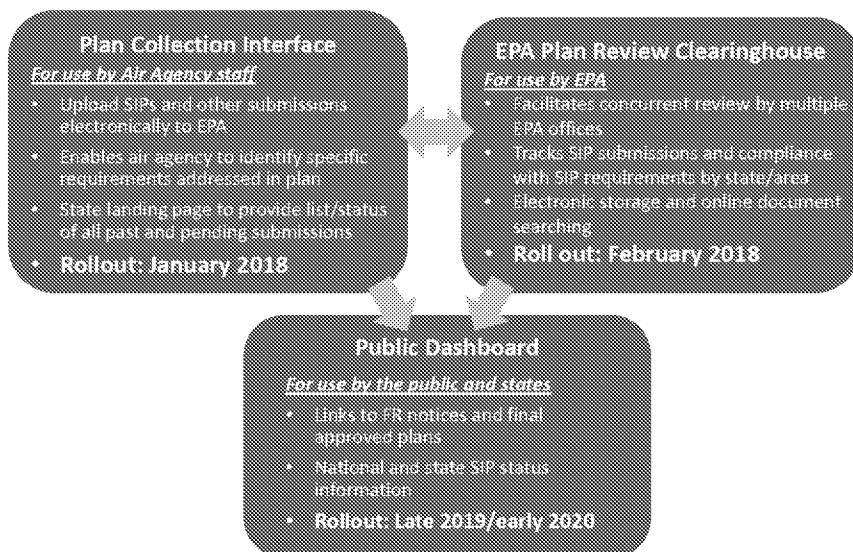 Plan Collection Interface
For use by Air Agency staff
• Upload SIPs and other submissions
electronically to EPA
• Enables air agency to identify specific
requirements addressed in plan
• State landing page to provide list/status
of all past and pending submissions
• Rollout: January 2018
EPA Plan Review Clearinghouse
For use by EPA
• Facilitates concurrent review by multiple
EPA offices
• Tracks SIP submissions and compliance
with SIP requirements by state/area
• Electronic storage and online document
searching
• Roll out: February 2018
Public Dashboard
For use by the public and states
• Links to FR notices and final
approved plans
• National and state SIP status
information
• Rollout: Late 2019/early 2020